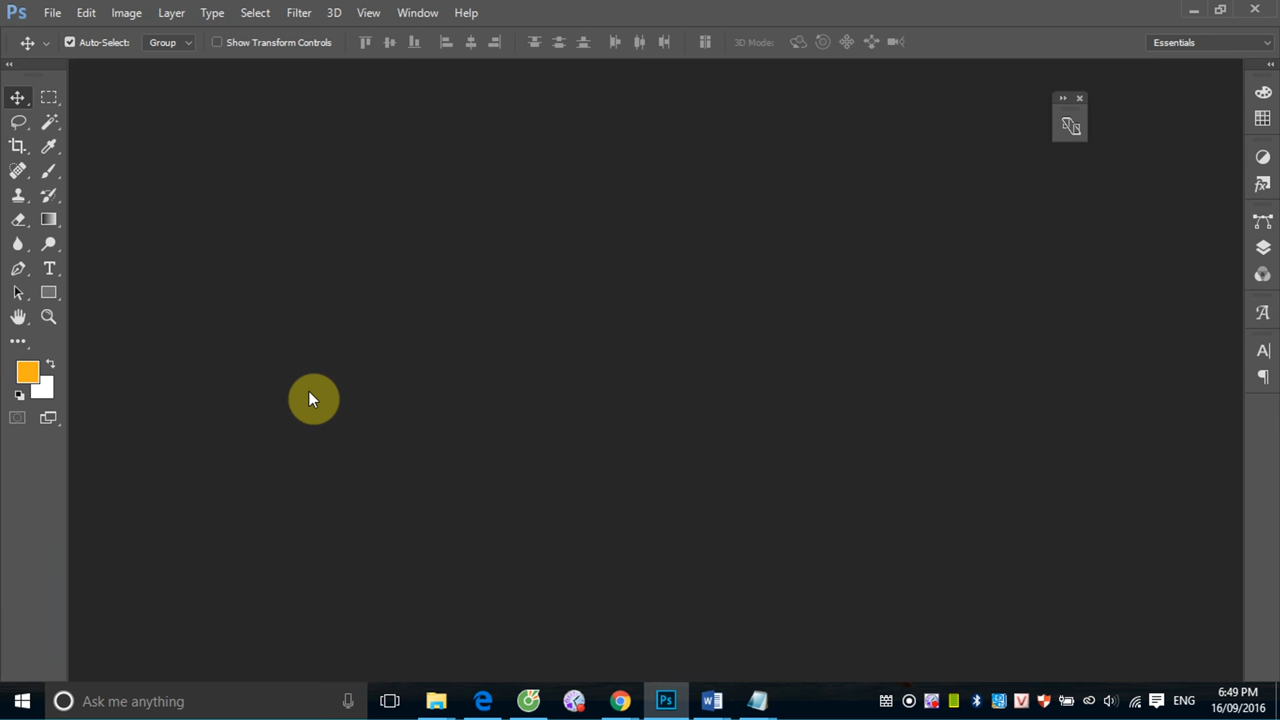 Ps File Edit Image Layer Type Select Filter 3D View Window Help
Auto-Select: Group Show Transform Controls 3D Mode: Essentials
Ask me anything
Ps
ENG
6:49 PM
16/09/2016